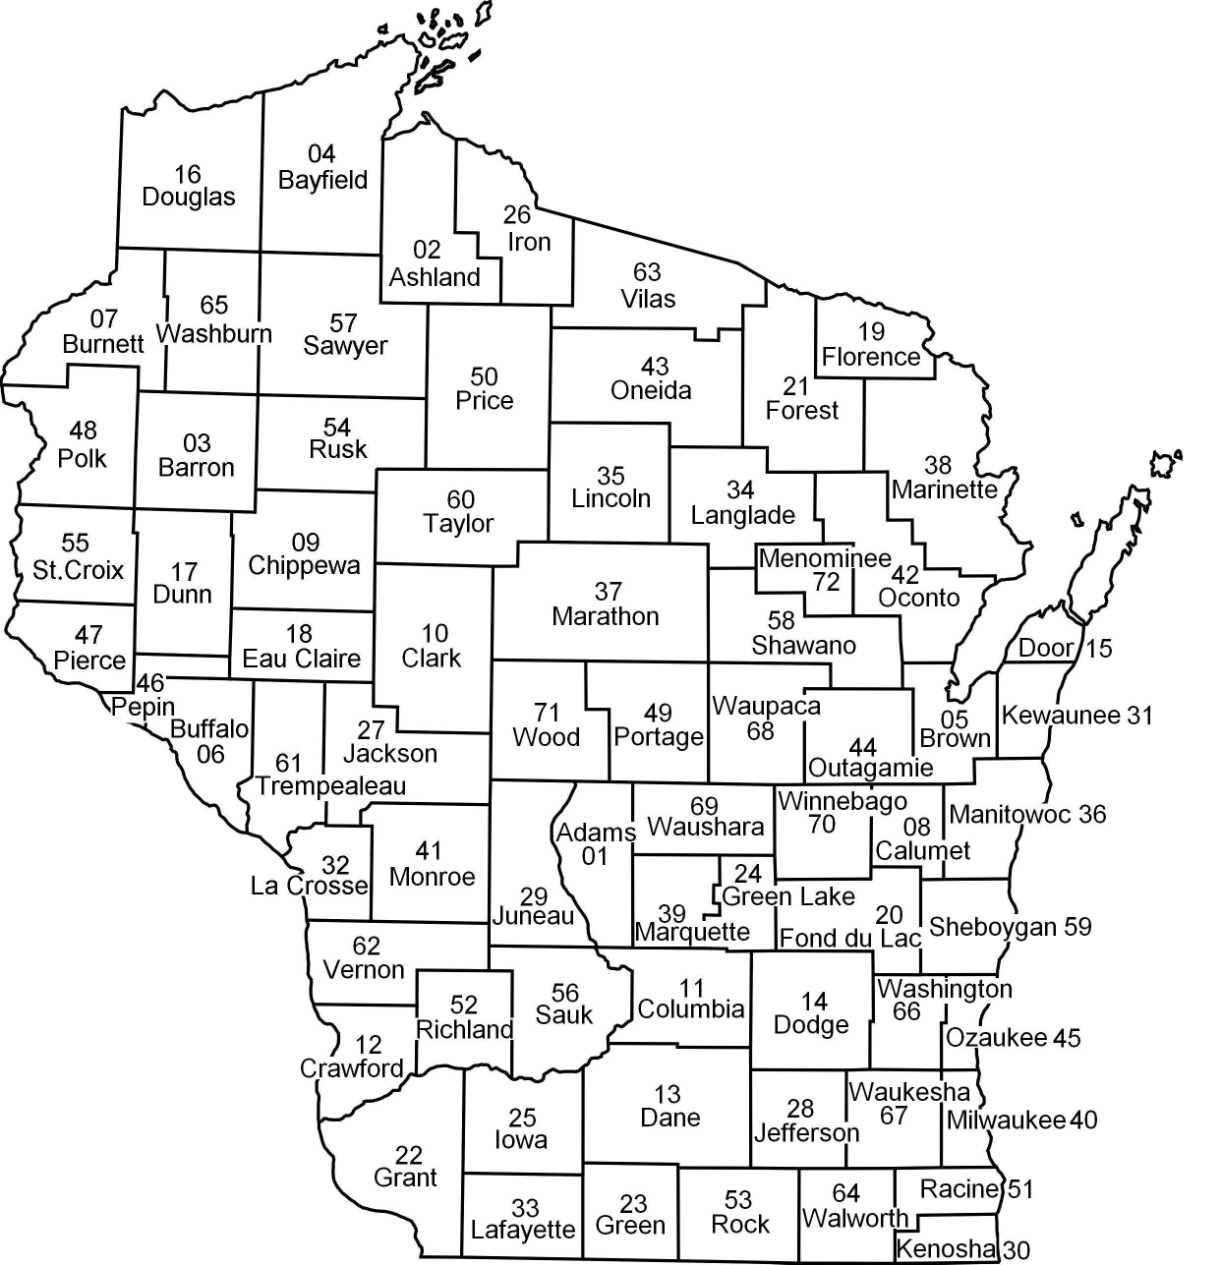 04
Bayfield
16
Douglas
26
Iron
02
Ashland
63
Vilas
65
Washburn
07
Burnett
57
Sawyer
19
Florence
43
Oneida
50
Price
21
Forest
48
Polk
03
Barron
54
Rusk
38
Marinette
35
Lincoln
34
Langlade
60
Taylor
55
St.Croix
09
Chippewa
17
Dunn
Menominee
72
42
Oconto
37
Marathon
58
Shawano
47
Pierce
18
Eau Claire
10
Clark
Door 15
46
Pepin
Buffalo
06
61
Trempealeau
27
Jackson
71
Wood
49
Portage
Waupaca
68
44
Outagamie
05
Brown
Kewaunee 31
69
Waushara
Winnebago
70
08
Calumet
Manitowoc 36
Adams
01
32
La Crosse
41
Monroe
29
Juneau
39
Marquette
24
Green Lake
20
Fond du Lac
Sheboygan 59
62
Vernon
52
Richland
56
Sauk
11
Columbia
14
Dodge
Washington
66
Ozaukee 45
12
Crawford
13
Dane
28
Jefferson
Waukesha
67
Milwaukee 40
22
Grant
25
Iowa
33
Lafayette
23
Green
53
Rock
64
Walworth
Racine 51
Kenosha 30